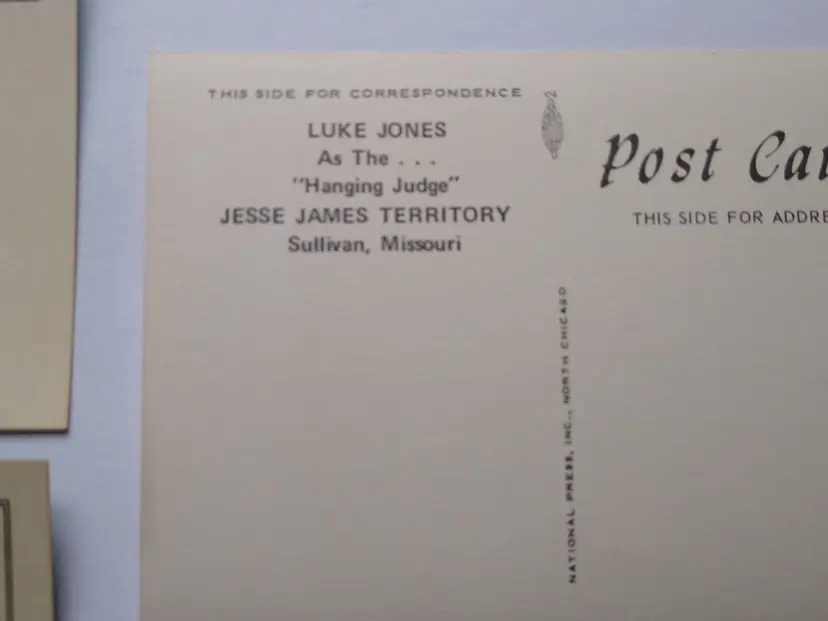 THIS SIDE FOR CORRESPONDENCE
LUKE JONES
As The . . .
"Hanging Judge"
JESSE JAMES TERRITORY
Sullivan, Missouri
Post Ca
THIS SIDE FOR ADDRE
NATIONAL PRESS, INC., NORTH CHICAGO